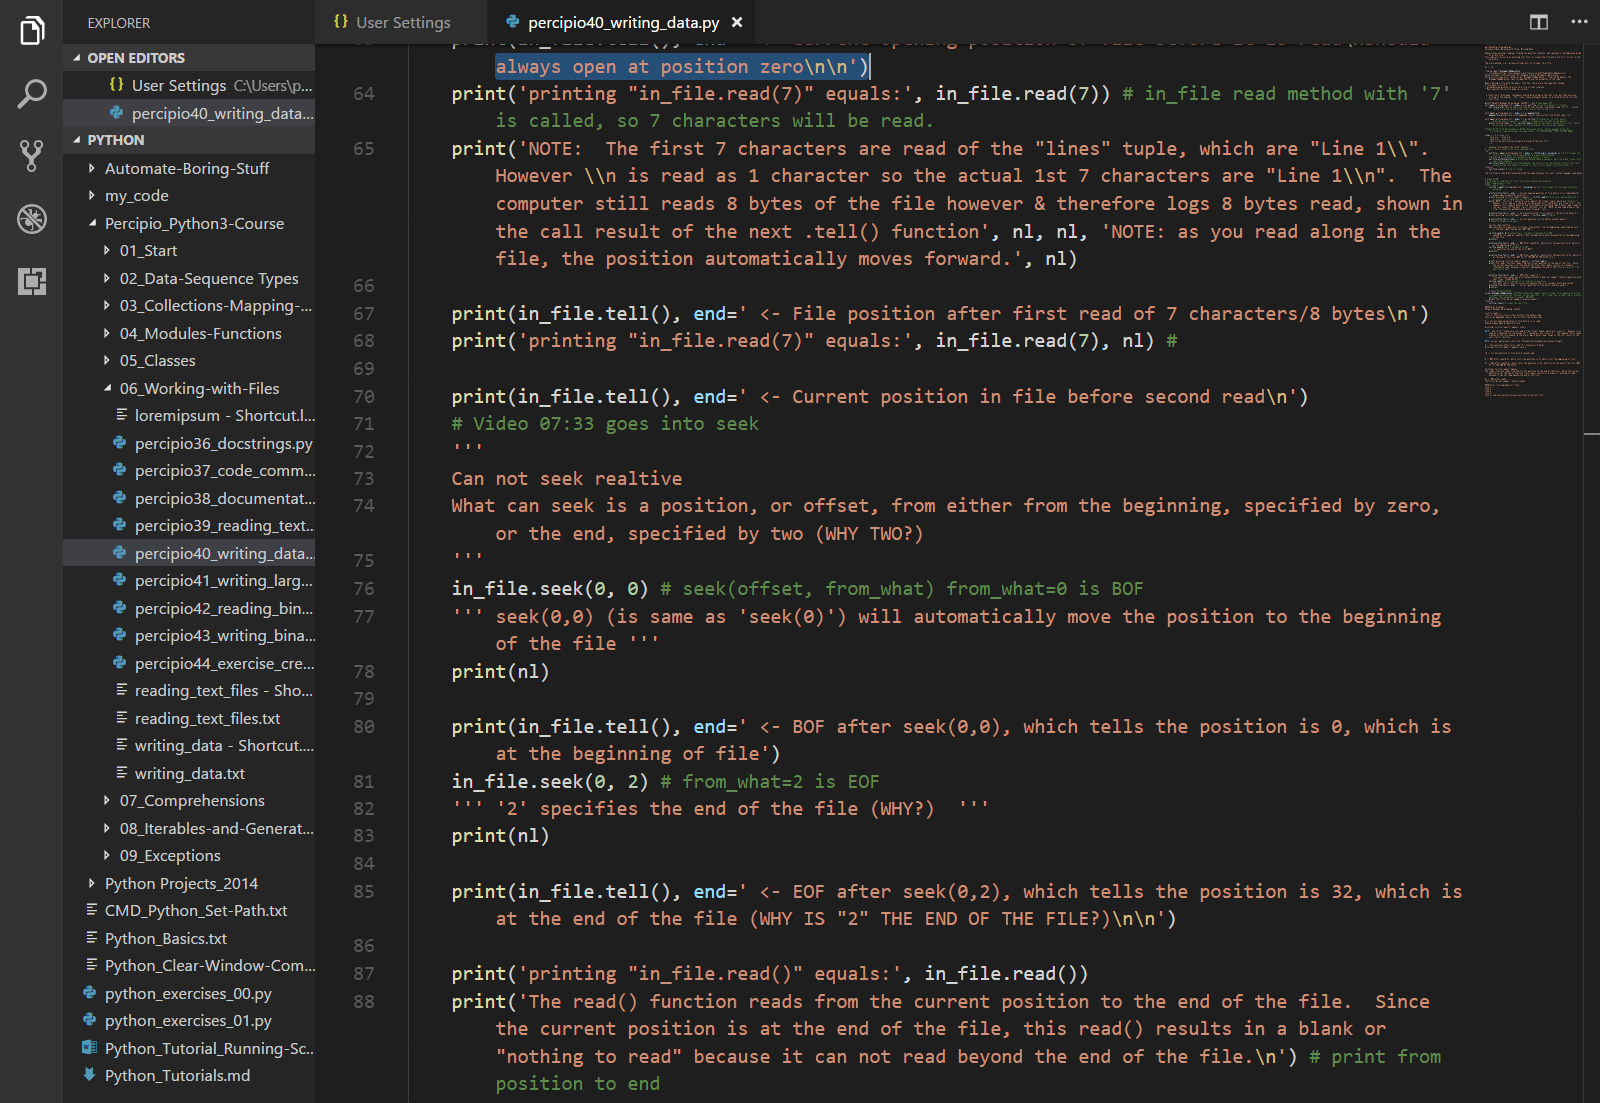 EXPLORER
OPEN EDITORS
{} User Settings C:\Users\p...
percipio40_writing_data...
PYTHON
Automate-Boring-Stuff
my_code
Percipio_Python3-Course
01_Start
02_Data-Sequence Types
03_Collections-Mapping-...
04_Modules-Functions
05_Classes
06_Working-with-Files
loremipsum - Shortcut.l...
percipio36_docstrings.py
percipio37_code_comm...
percipio38_documentat...
percipio39_reading_text...
percipio40_writing_data...
percipio41_writing_larg...
percipio42_reading_bin...
percipio43_writing_bina...
percipio44_exercise_cre...
reading_text_files - Sho...
reading_text_files.txt
writing_data - Shortcut....
writing_data.txt
07_Comprehensions
08_Iterables-and-Generat...
09_Exceptions
Python Projects_2014
CMD_Python_Set-Path.txt
Python_Basics.txt
Python_Clear-Window-Com...
python_exercises_00.py
python_exercises_01.py
Python_Tutorial_Running-Sc...
Python_Tutorials.md
{} User Settings
percipio40_writing_data.py ×
always open at position zero\n\n')
64 print('printing "in_file.read(7)" equals:', in_file.read(7)) # in_file read method with '7'
is called, so 7 characters will be read.
65 print('NOTE:  The first 7 characters are read of the "lines" tuple, which are "Line 1\\".
However \\n is read as 1 character so the actual 1st 7 characters are "Line 1\\n".  The
computer still reads 8 bytes of the file however & therefore logs 8 bytes read, shown in
the call result of the next .tell() function', nl, nl, 'NOTE: as you read along in the
file, the position automatically moves forward.', nl)
66
67 print(in_file.tell(), end=' <- File position after first read of 7 characters/8 bytes\n')
68 print('printing "in_file.read(7)" equals:', in_file.read(7), nl) #
69
70 print(in_file.tell(), end=' <- Current position in file before second read\n')
71 # Video 07:33 goes into seek
72 '''
73 Can not seek realtive
74 What can seek is a position, or offset, from either from the beginning, specified by zero,
or the end, specified by two (WHY TWO?)
75 '''
76 in_file.seek(0, 0) # seek(offset, from_what) from_what=0 is BOF
77 ''' seek(0,0) (is same as 'seek(0)') will automatically move the position to the beginning
of the file '''
78 print(nl)
79
80 print(in_file.tell(), end=' <- BOF after seek(0,0), which tells the position is 0, which is
at the beginning of file')
81 in_file.seek(0, 2) # from_what=2 is EOF
82 ''' '2' specifies the end of the file (WHY?)  '''
83 print(nl)
84
85 print(in_file.tell(), end=' <- EOF after seek(0,2), which tells the position is 32, which is
at the end of the file (WHY IS "2" THE END OF THE FILE?)\n\n')
86
87 print('printing "in_file.read()" equals:', in_file.read())
88 print('The read() function reads from the current position to the end of the file.  Since
the current position is at the end of the file, this read() results in a blank or
"nothing to read" because it can not read beyond the end of the file.\n') # print from
position to end